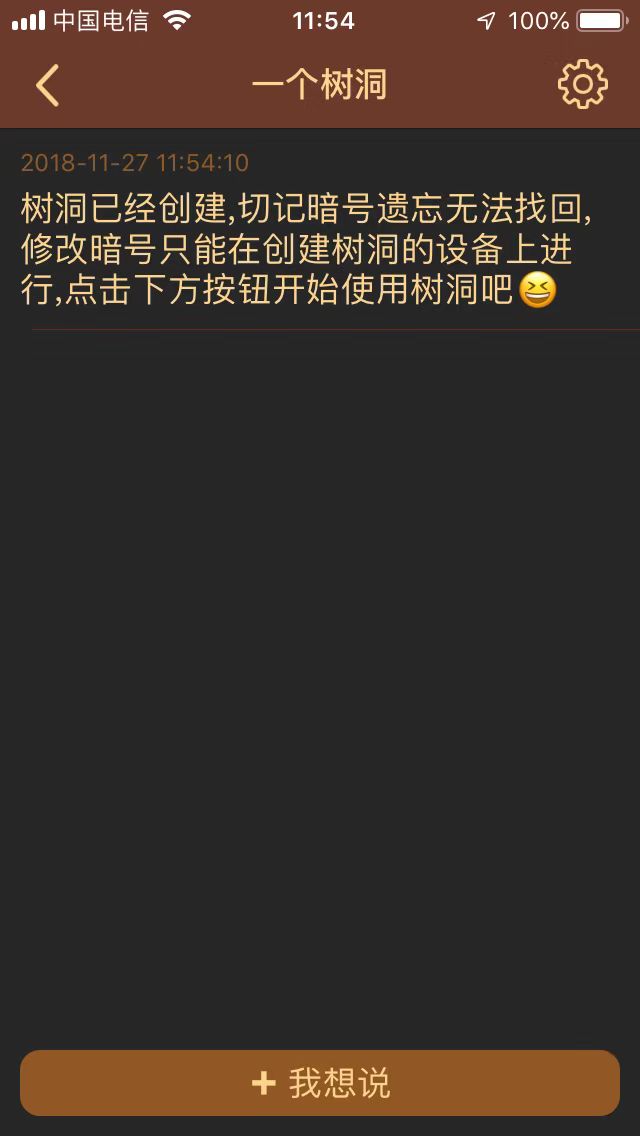 中国电信 11:54 100%
一个树洞
2018-11-27 11:54:10
树洞已经创建,切记暗号遗忘无法找回,
修改暗号只能在创建树洞的设备上进
行,点击下方按钮开始使用树洞吧😆
+ 我想说